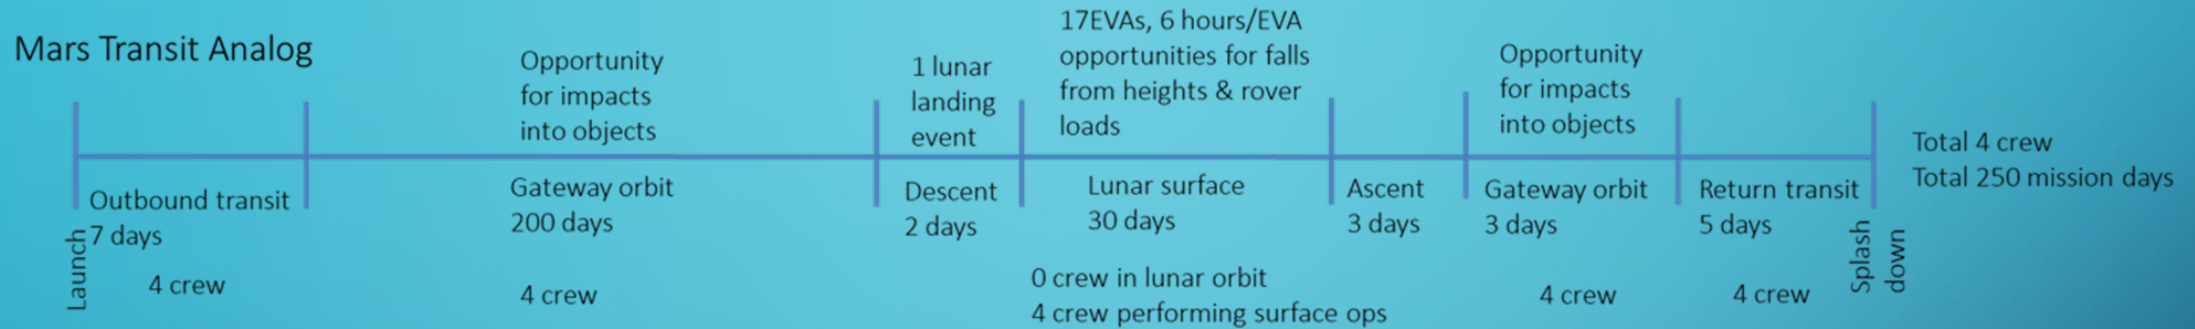 Mars Transit Analog
Launch
Outbound transit
7 days
4 crew
Opportunity
for impacts
into objects
Gateway orbit
200 days
4 crew
1 lunar
landing
event
Descent
2 days
17EVAs, 6 hours/EVA
opportunities for falls
from heights & rover
loads
Lunar surface
30 days
0 crew in lunar orbit
4 crew performing surface ops
Ascent
3 days
Opportunity
for impacts
into objects
Gateway orbit
3 days
4 crew
Return transit
5 days
4 crew
Splash
down
Total 4 crew
Total 250 mission days